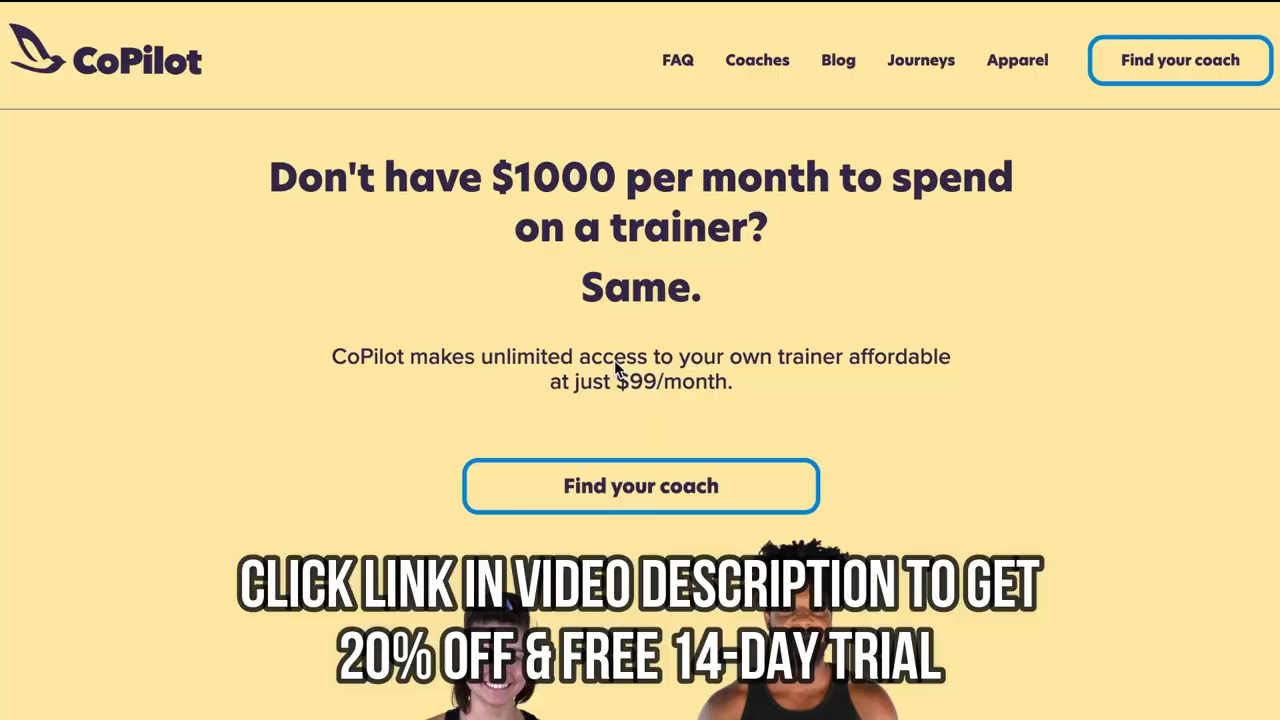 CoPilot
FAQ Coaches Blog Journeys Apparel Find your coach
Don't have $1000 per month to spend
on a trainer?
Same.
CoPilot makes unlimited access to your own trainer affordable
at just $99/month.
Find your coach
CLICK LINK IN VIDEO DESCRIPTION TO GET
20% OFF & FREE 14-DAY TRIAL